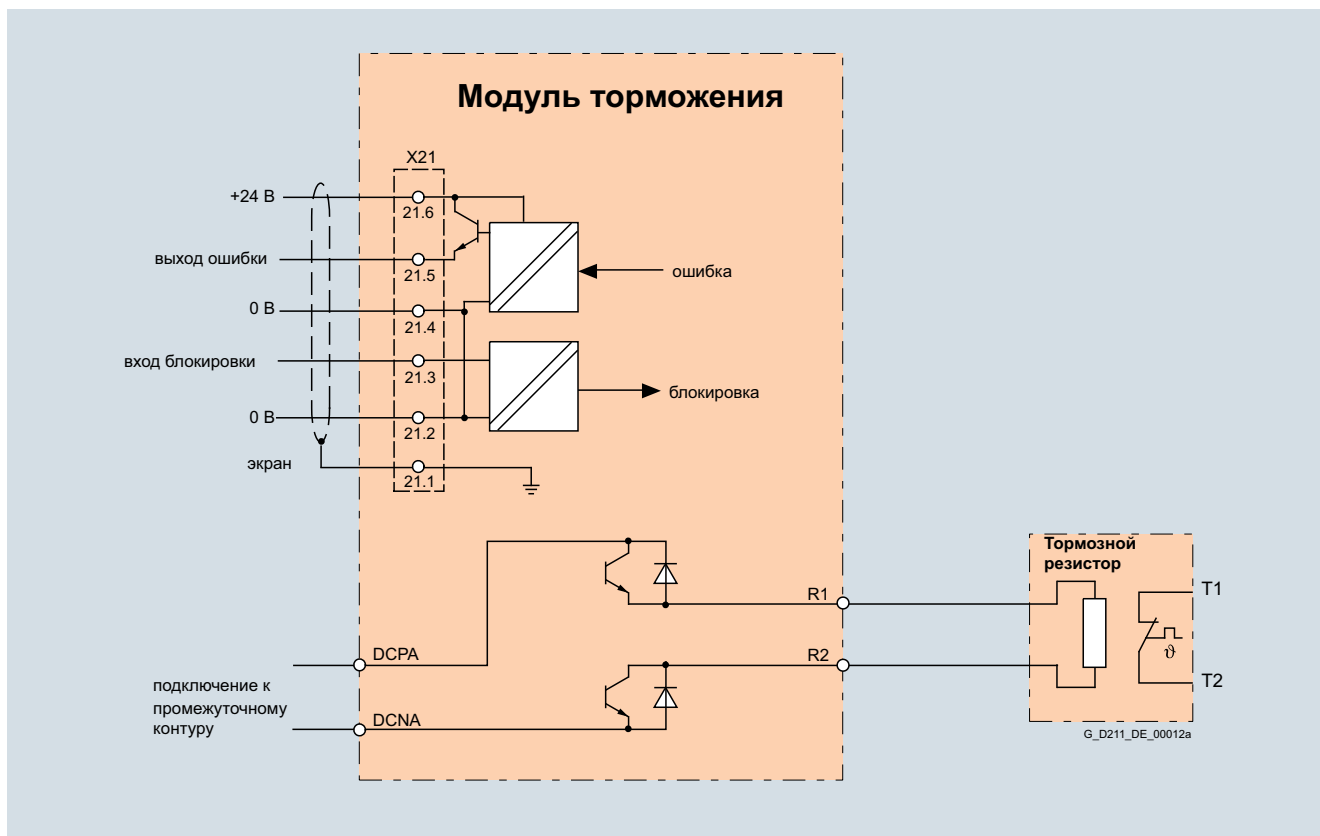 Модуль торможения
X21
+24 В
21.6
выход ошибки
21.5
ошибка
0 В
21.4
вход блокировки
21.3
блокировка
0 В
21.2
экран
21.1
Тормозной
резистор
R1
T1
ϑ
R2
T2
DCPA
подключение к
промежуточному
контуру
DCNA
G_D211_DE_00012a